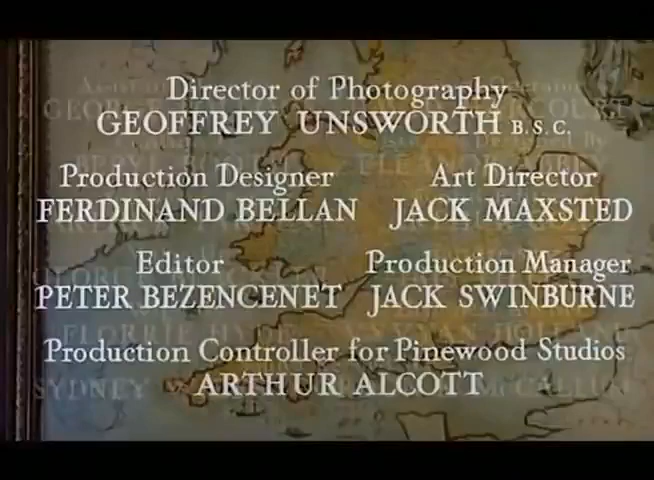 Director of Photography
GEOFFREY UNSWORTH B.S.C.
Production Designer Art Director
FERDINAND BELLAN JACK MAXSTED
Editor Production Manager
PETER BEZENCENET JACK SWINBURNE
Production Controller for Pinewood Studios
ARTHUR ALCOTT